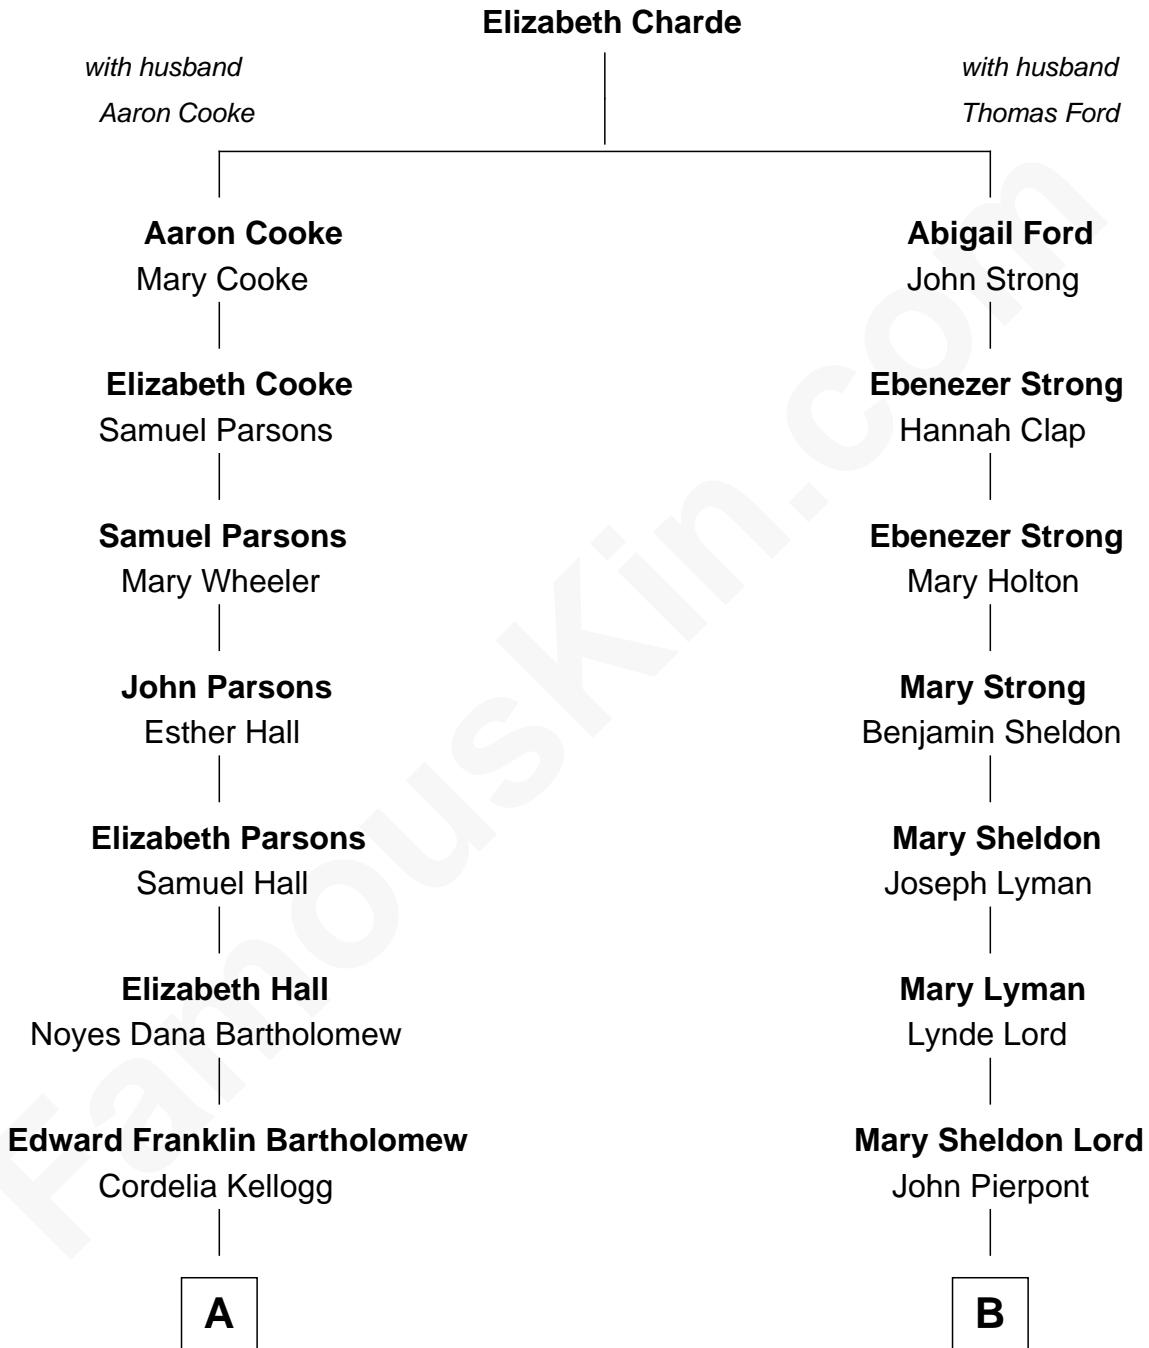 Elizabeth Charde
with husband
Aaron Cooke
with husband
Thomas Ford
Aaron Cooke
Mary Cooke
Abigail Ford
John Strong
Elizabeth Cooke
Samuel Parsons
Ebenezer Strong
Hannah Clap
Samuel Parsons
Mary Wheeler
Ebenezer Strong
Mary Holton
John Parsons
Esther Hall
Mary Strong
Benjamin Sheldon
Elizabeth Parsons
Samuel Hall
Mary Sheldon
Joseph Lyman
Elizabeth Hall
Noyes Dana Bartholomew
Mary Lyman
Lynde Lord
Edward Franklin Bartholomew
Cordelia Kellogg
Mary Sheldon Lord
John Pierpont
A
B
FamousKin.com